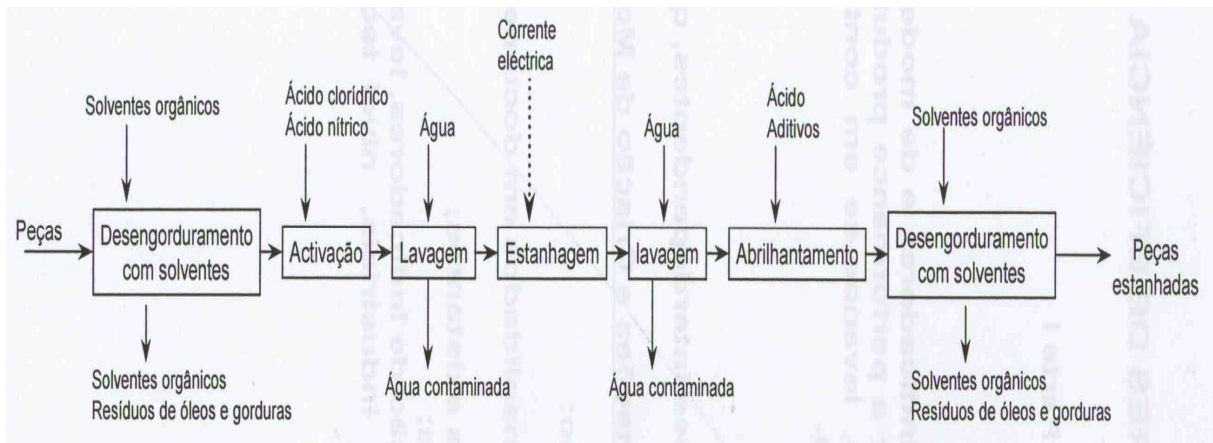 Corrente
eléctrica
Solventes orgânicos
Ácido clorídrico
Ácido nítrico
Água
Água
Ácido
Aditivos
Solventes orgânicos
Peças
Desengorduramento
com solventes
Activação
Lavagem
Estanhagem
lavagem
Abrilhantamento
Desengorduramento
com solventes
Peças
estanhadas
Solventes orgânicos
Resíduos de óleos e gorduras
Água contaminada
Água contaminada
Solventes orgânicos
Resíduos de óleos e gorduras